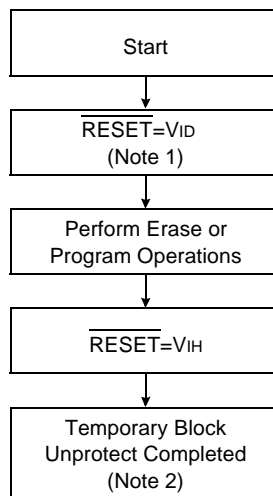 Start
RESET=VID
(Note 1)
Perform Erase or
Program Operations
RESET=VIH
Temporary Block
Unprotect Completed
(Note 2)